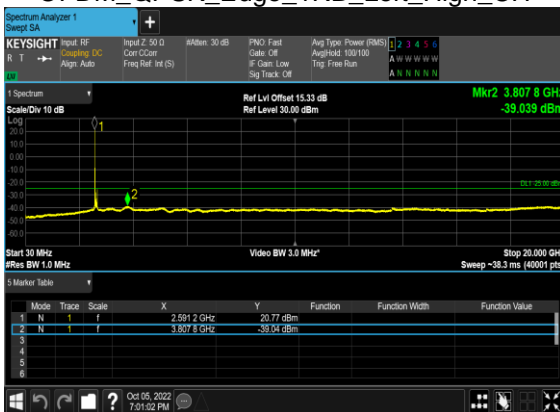 Spectrum Analyzer 1
Swept SA
+
KEYSIGHT
R T
LV
Input: RF
Coupling: DC
Align: Auto
Input Z: 50 Ω
Corr CCorr
Freq Ref: Int (S)
#Atten: 30 dB
PNO: Fast
Gate: Off
IF Gain: Low
Sig Track: Off
Avg Type: Power (RMS)
Avg|Hold: 100/100
Trig: Free Run
1 2 3 4 5 6
A W W W W W
A N N N N N
1 Spectrum
Scale/Div 10 dB
Ref Lvl Offset 15.33 dB
Ref Level 30.00 dBm
Mkr2 3.807 8 GHz
-39.039 dBm
Log
20.0
10.0
0.00
-10.0
-20.0
-30.0
-40.0
-50.0
-60.0
1
2
DL1 -25.00 dBm
Start 30 MHz
#Res BW 1.0 MHz
Video BW 3.0 MHz*
Stop 20.000 GHz
Sweep ~38.3 ms (40001 pts)
5 Marker Table
Mode Trace Scale X Y Function Function Width Function Value
1 N 1 f 2.591 2 GHz 20.77 dBm
2 N 1 f 3.807 8 GHz -39.04 dBm
3
4
5
6
?
Oct 05, 2022
7:01:02 PM